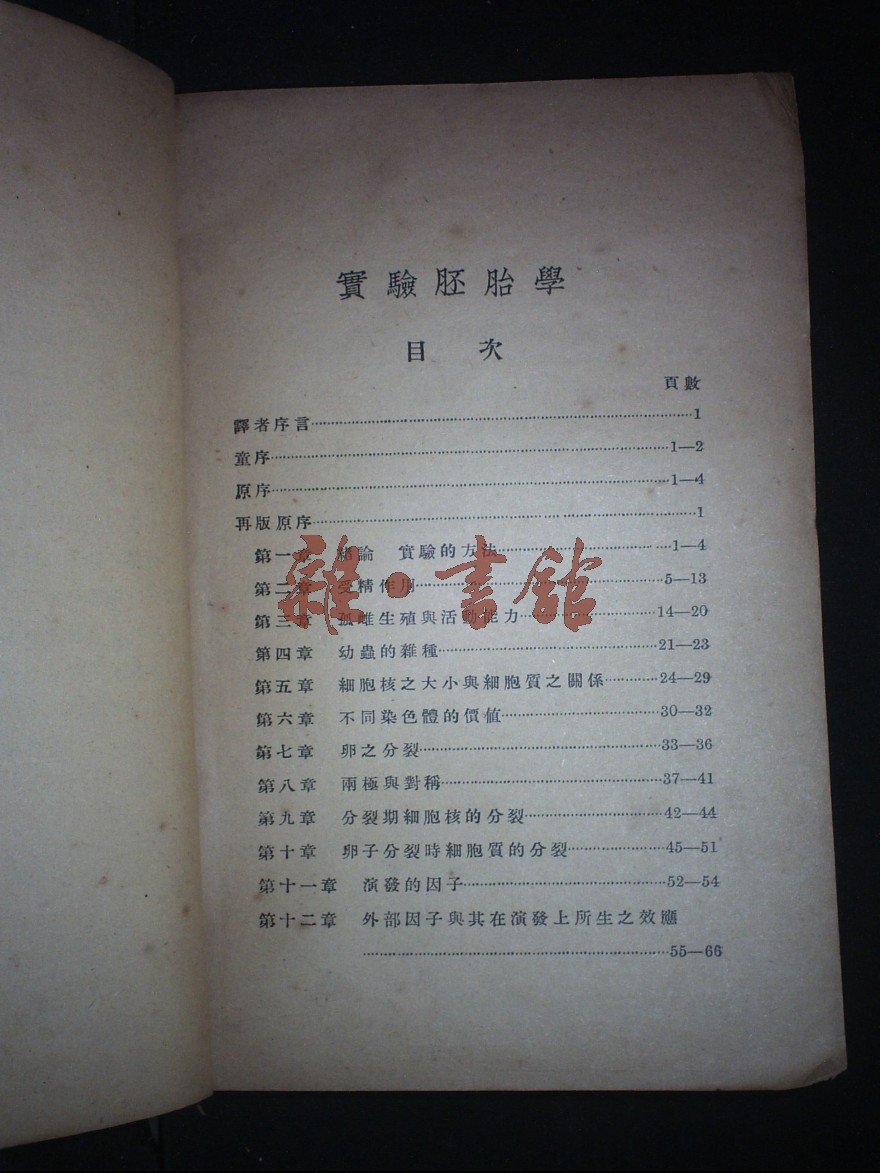 實驗胚胎學
目次
頁數
譯者序言……1
童序……1—2
原序……1—4
再版原序……1
第一章 緒論 實驗的方法……1—4
第二章 受精作用……5—13
第三章 孤雌生殖與活動能力……14—20
第四章 幼蟲的雜種……21—23
第五章 細胞核之大小與細胞質之關係……24—29
第六章 不同染色體的價值……30—32
第七章 卵之分裂……33—36
第八章 兩極與對稱……37—41
第九章 分裂期細胞核的分裂……42—44
第十章 卵子分裂時細胞質的分裂……45—51
第十一章 演發的因子……52—54
第十二章 外部因子與其在演發上所生之效應
……55—66
雜·書館